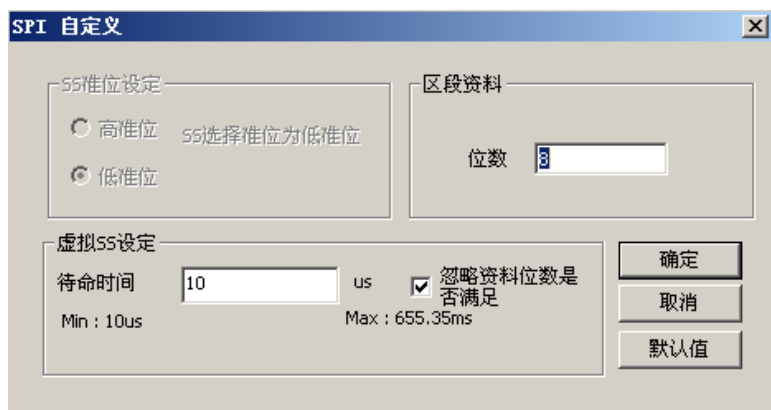 SPI 自定义
SS准位设定
高准位
SS选择准位为低准位
低准位
区段资料
位数 8
虚拟SS设定
待命时间 10 us
忽略资料位数是
否满足
Min : 10us
Max : 655.35ms
确定
取消
默认值